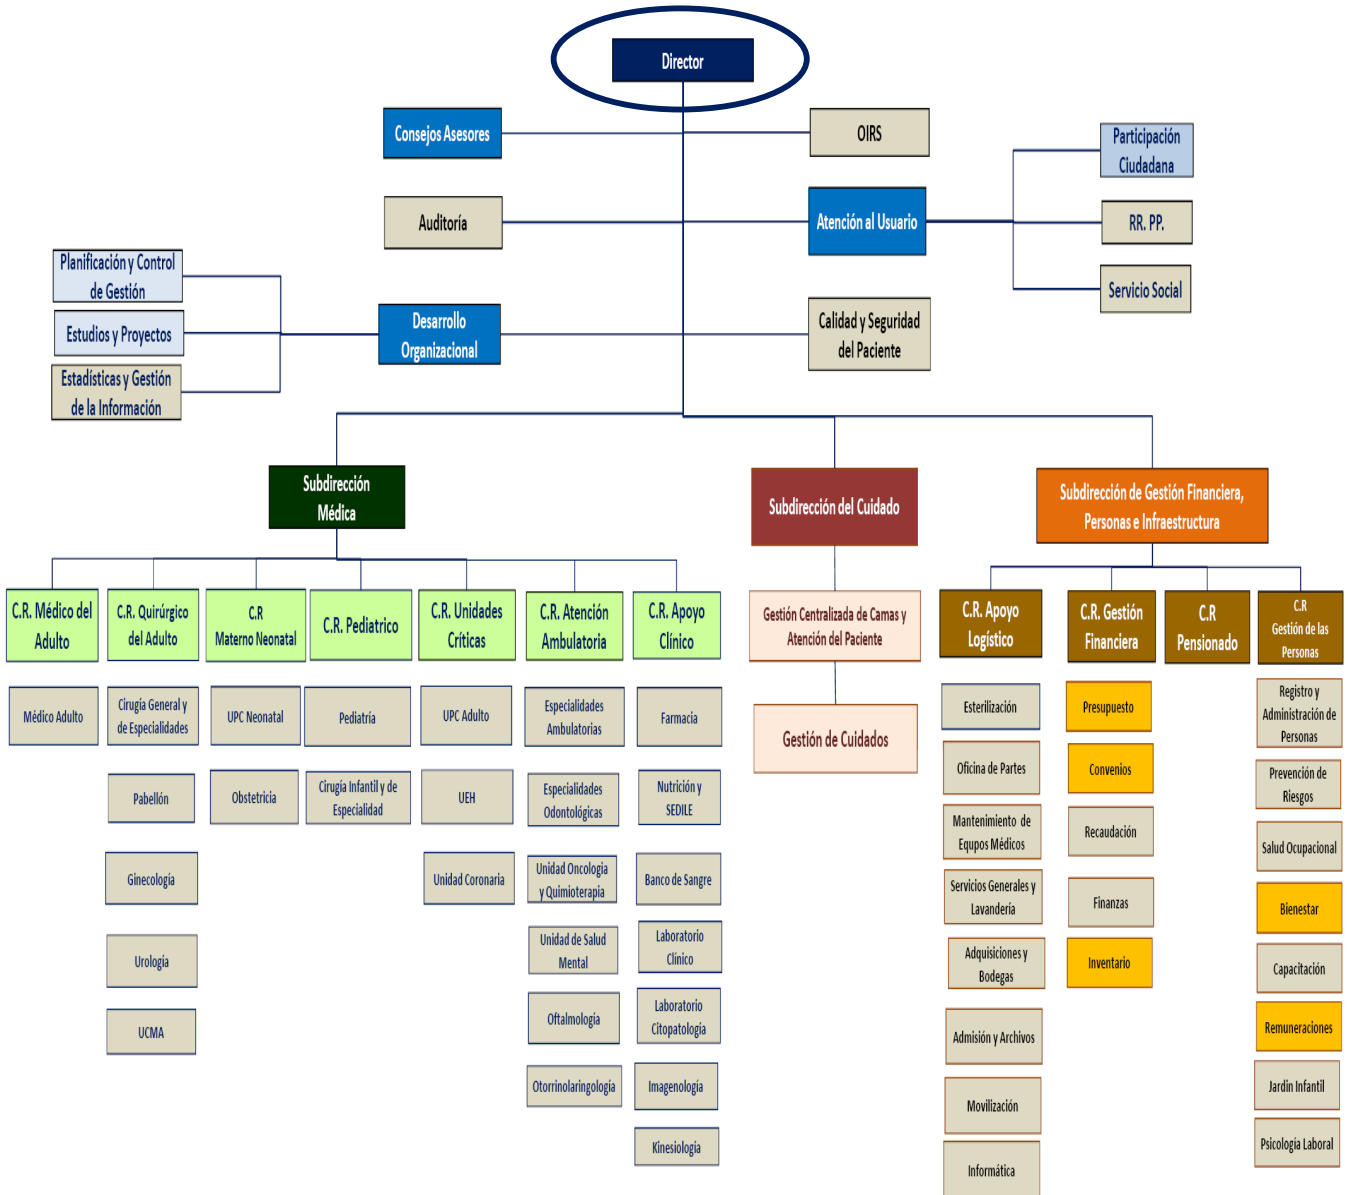 Director
Consejos Asesores
OIRS
Participación
Ciudadana
Auditoría
Atención al Usuario
RR. PP.
Servicio Social
Planificación y Control
de Gestión
Estudios y Proyectos
Estadísticas y Gestión
de la Información
Desarrollo
Organizacional
Calidad y Seguridad
del Paciente
Subdirección
Médica
Subdirección del Cuidado
Subdirección de Gestión Financiera,
Personas e Infraestructura
C.R. Médico del
Adulto
C.R. Quirúrgico
del Adulto
C.R
Materno Neonatal
C.R. Pediatrico
C.R. Unidades
Críticas
C.R. Atención
Ambulatoria
C.R. Apoyo
Clínico
Gestión Centralizada de Camas y
Atención del Paciente
C.R. Apoyo
Logístico
C.R. Gestión
Financiera
C.R
Pensionado
C.R
Gestión de las
Personas
Médico Adulto
Cirugía General y
de Especialidades
Pabellón
Ginecología
Urología
UCMA
UPC Neonatal
Obstetricia
Pediatría
Cirugía Infantil y de
Especialidad
UPC Adulto
UEH
Unidad Coronaria
Especialidades
Ambulatorias
Especialidades
Odontológicas
Unidad Oncologia
y Quimioterapia
Unidad de Salud
Mental
Oftalmología
Otorrinolaringología
Farmacia
Nutrición y
SEDILE
Banco de Sangre
Laboratorio
Clínico
Laboratorio
Citopatología
Imagenología
Kinesiología
Gestión de Cuidados
Esterilización
Oficina de Partes
Mantenimiento de
Equpos Médicos
Servicios Generales y
Lavandería
Adquisiciones y
Bodegas
Admisión y Archivos
Movilización
Informática
Presupuesto
Convenios
Recaudación
Finanzas
Inventario
Registro y
Administración de
Personas
Prevención de
Riesgos
Salud Ocupacional
Bienestar
Capacitación
Remuneraciones
Jardin Infantil
Psicología Laboral